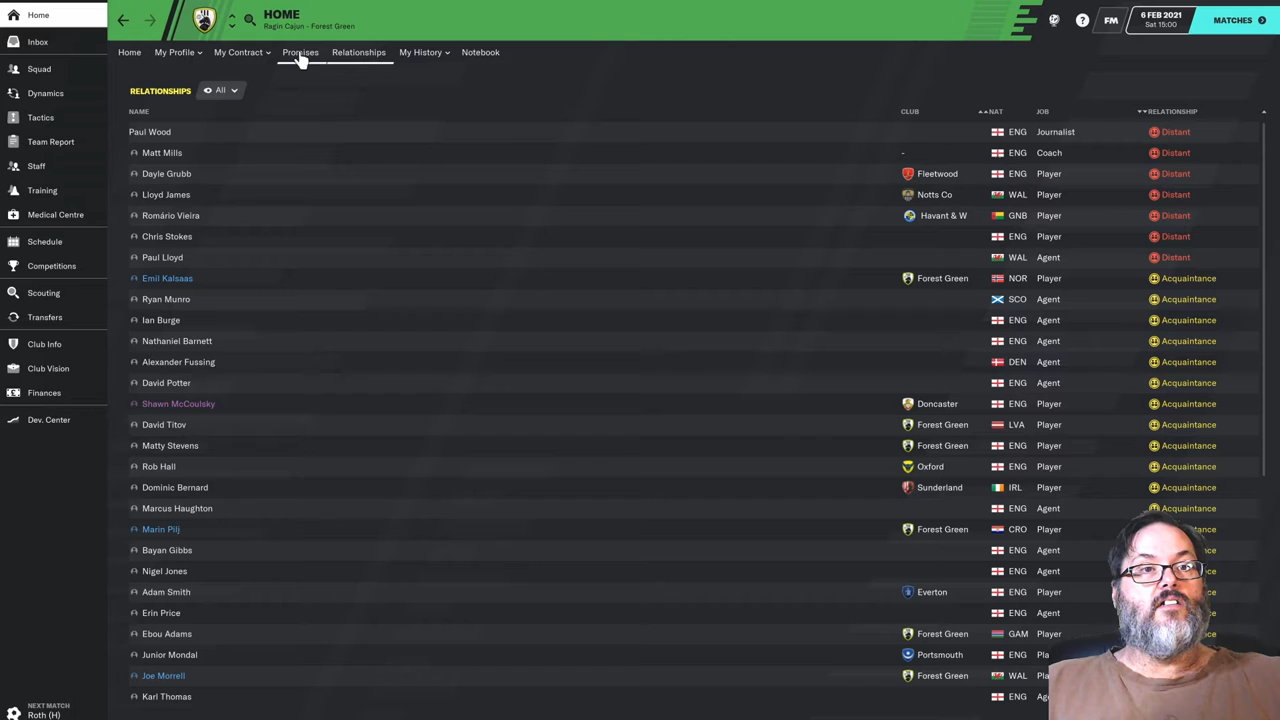 Home
HOME
Ragin Cajun - Forest Green
FM
6 FEB 2021
Sat 15:00
MATCHES
Inbox
Squad
Dynamics
Tactics
Team Report
Staff
Training
Medical Centre
Schedule
Competitions
Scouting
Transfers
Club Info
Club Vision
Finances
Dev. Center
NEXT MATCH
Roth (H)
Home My Profile My Contract Promises Relationships My History Notebook
RELATIONSHIPS All
NAME CLUB NAT JOB RELATIONSHIP
Paul Wood ENG Journalist Distant
Matt Mills - ENG Coach Distant
Dayle Grubb Fleetwood ENG Player Distant
Lloyd James Notts Co WAL Player Distant
Romário Vieira Havant & W GNB Player Distant
Chris Stokes ENG Player Distant
Paul Lloyd WAL Agent Distant
Emil Kalsaas Forest Green NOR Player Acquaintance
Ryan Munro SCO Agent Acquaintance
Ian Burge ENG Agent Acquaintance
Nathaniel Barnett ENG Agent Acquaintance
Alexander Fussing DEN Agent Acquaintance
David Potter ENG Agent Acquaintance
Shawn McCoulsky Doncaster ENG Player Acquaintance
David Titov Forest Green LVA Player Acquaintance
Matty Stevens Forest Green ENG Player Acquaintance
Rob Hall Oxford ENG Player Acquaintance
Dominic Bernard Sunderland IRL Player Acquaintance
Marcus Haughton ENG Agent Acquaintance
Marin Pilj Forest Green CRO Player
Bayan Gibbs ENG Agent
Nigel Jones ENG Agent
Adam Smith Everton ENG Player
Erin Price ENG Agent
Ebou Adams Forest Green GAM Player
Junior Mondal Portsmouth ENG
Joe Morrell Forest Green WAL
Karl Thomas ENG